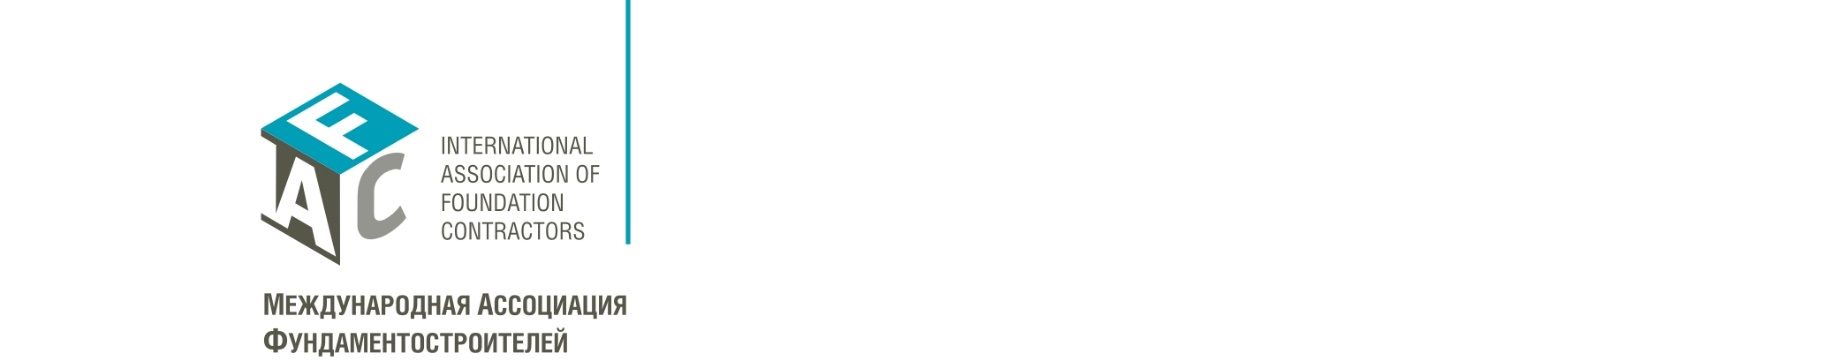 F
A C
INTERNATIONAL
ASSOCIATION OF
FOUNDATION
CONTRACTORS
МЕЖДУНАРОДНАЯ АССОЦИАЦИЯ
ФУНДАМЕНТОСТРОИТЕЛЕЙ